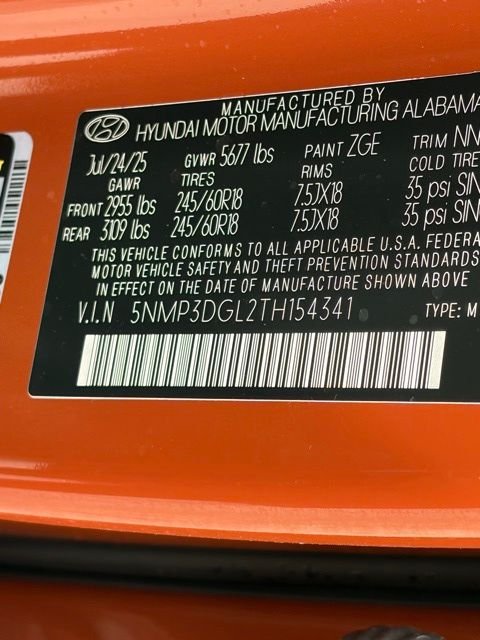 MANUFACTURED BY
HYUNDAI MOTOR MANUFACTURING ALABAMA
Jul/24/25 GVWR 5677 lbs PAINT ZGE TRIM NN
GAWR TIRES RIMS COLD TIRE
FRONT 2955 lbs 245/60R18 7.5JX18 35 psi SIN
REAR 3109 lbs 245/60R18 7.5JX18 35 psi SIN
THIS VEHICLE CONFORMS TO ALL APPLICABLE U.S.A. FEDERAL
MOTOR VEHICLE SAFETY AND THEFT PREVENTION STANDARDS
IN EFFECT ON THE DATE OF MANUFACTURE SHOWN ABOVE
V.I.N 5NMP3DGL2TH154341 TYPE: M